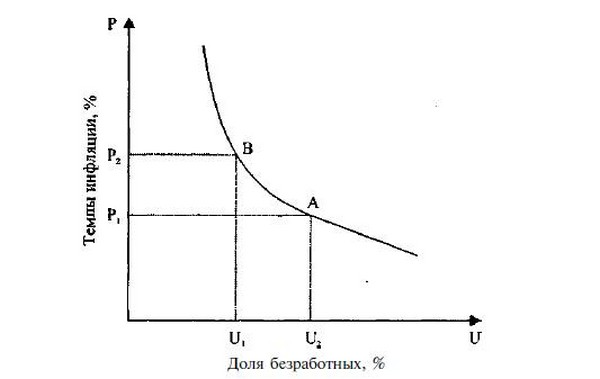 P
Темпы инфляции, %
P₂
B
P₁
A
U₁
U₂
U
Доля безработных, %